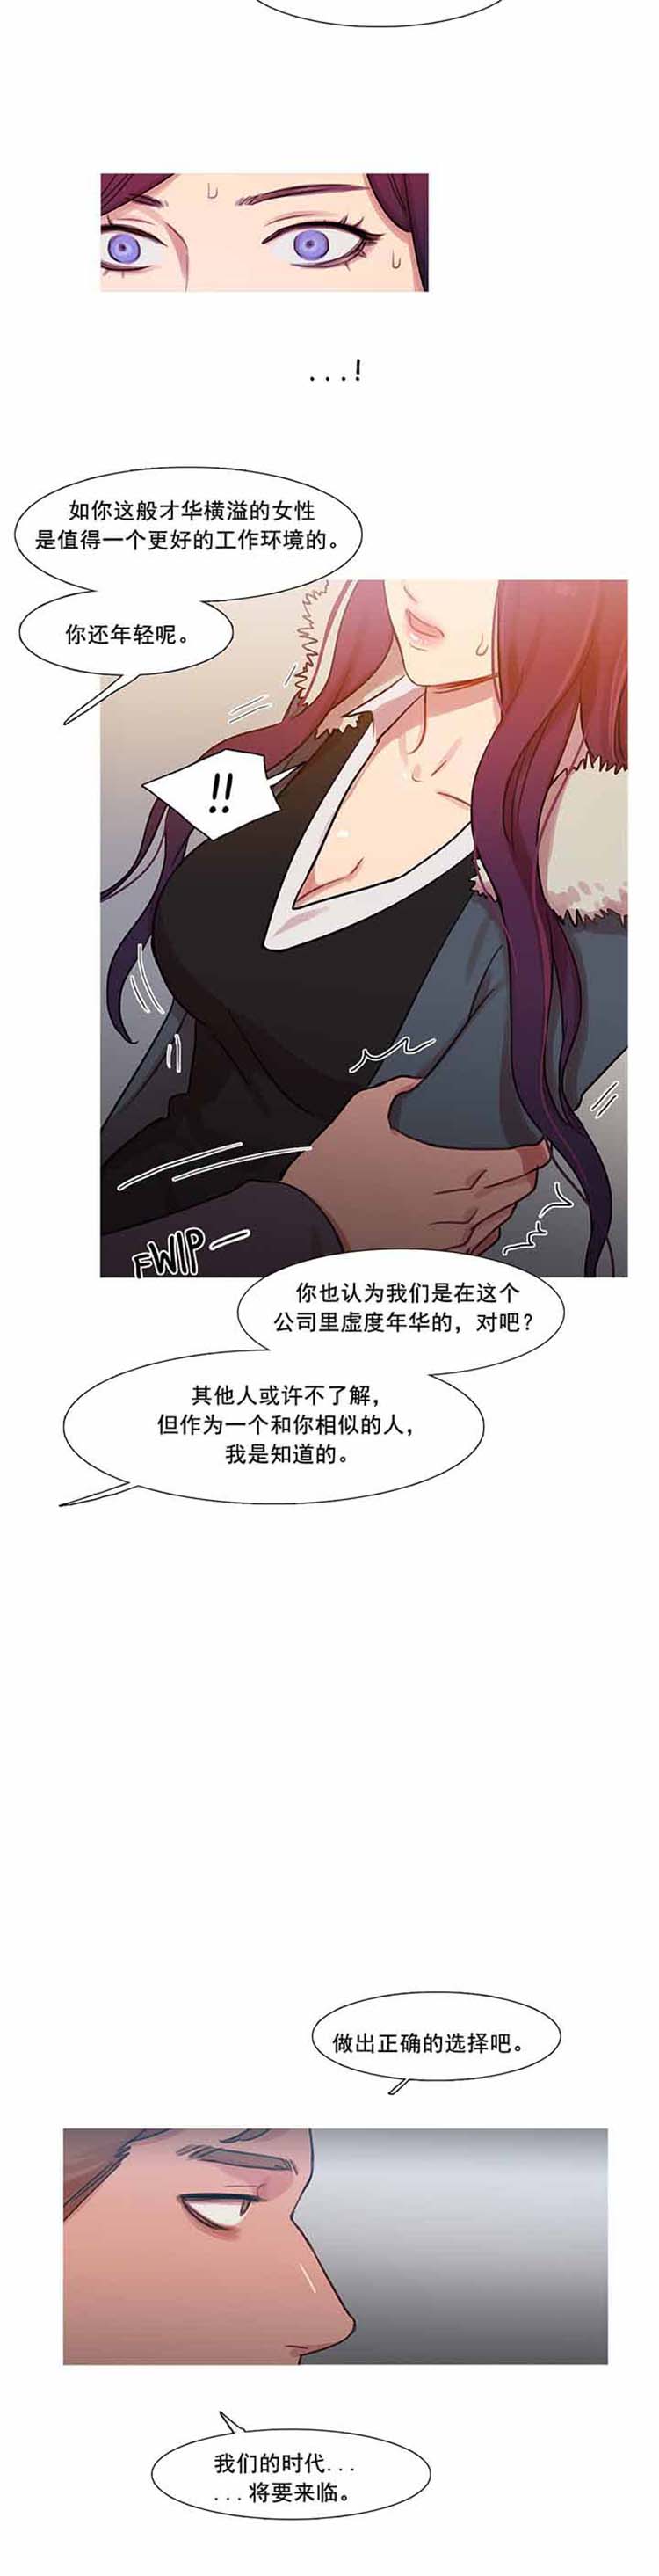 ...!
如你这般才华横溢的女性
是值得一个更好的工作环境的。
你还年轻呢。
!!
FWIP
你也认为我们是在这个
公司里虚度年华的，对吧？
其他人或许不了解，
但作为一个和你相似的人，
我是知道的。
做出正确的选择吧。
我们的时代...
...将要来临。